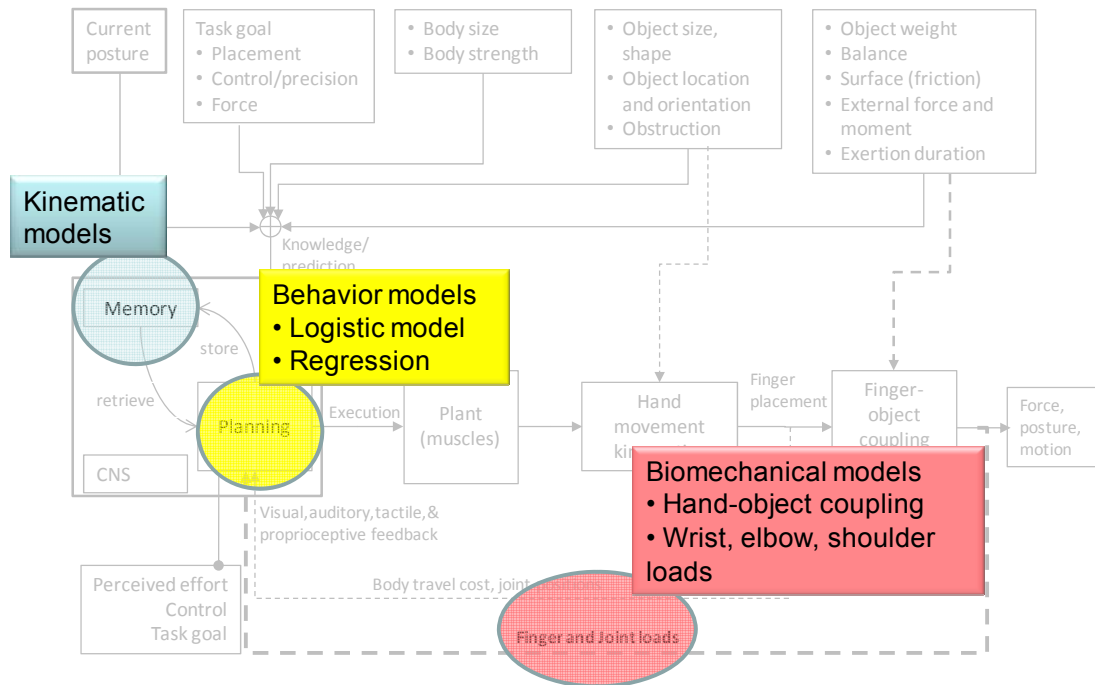 Current
posture
Task goal
• Placement
• Control/precision
• Force
• Body size
• Body strength
• Object size,
shape
• Object location
and orientation
• Obstruction
• Object weight
• Balance
• Surface (friction)
• External force and
moment
• Exertion duration
Kinematic
models
Knowledge/
prediction
Behavior models
• Logistic model
• Regression
Memory
store
retrieve
Planning
CNS
Execution
Plant
(muscles)
Hand
movement
Finger
placement
Finger-
object
coupling
Force,
posture,
motion
Biomechanical models
• Hand-object coupling
• Wrist, elbow, shoulder
loads
Visual, auditory, tactile, &
proprioceptive feedback
Body travel cost, joint
Perceived effort
Control
Task goal
Finger and Joint loads